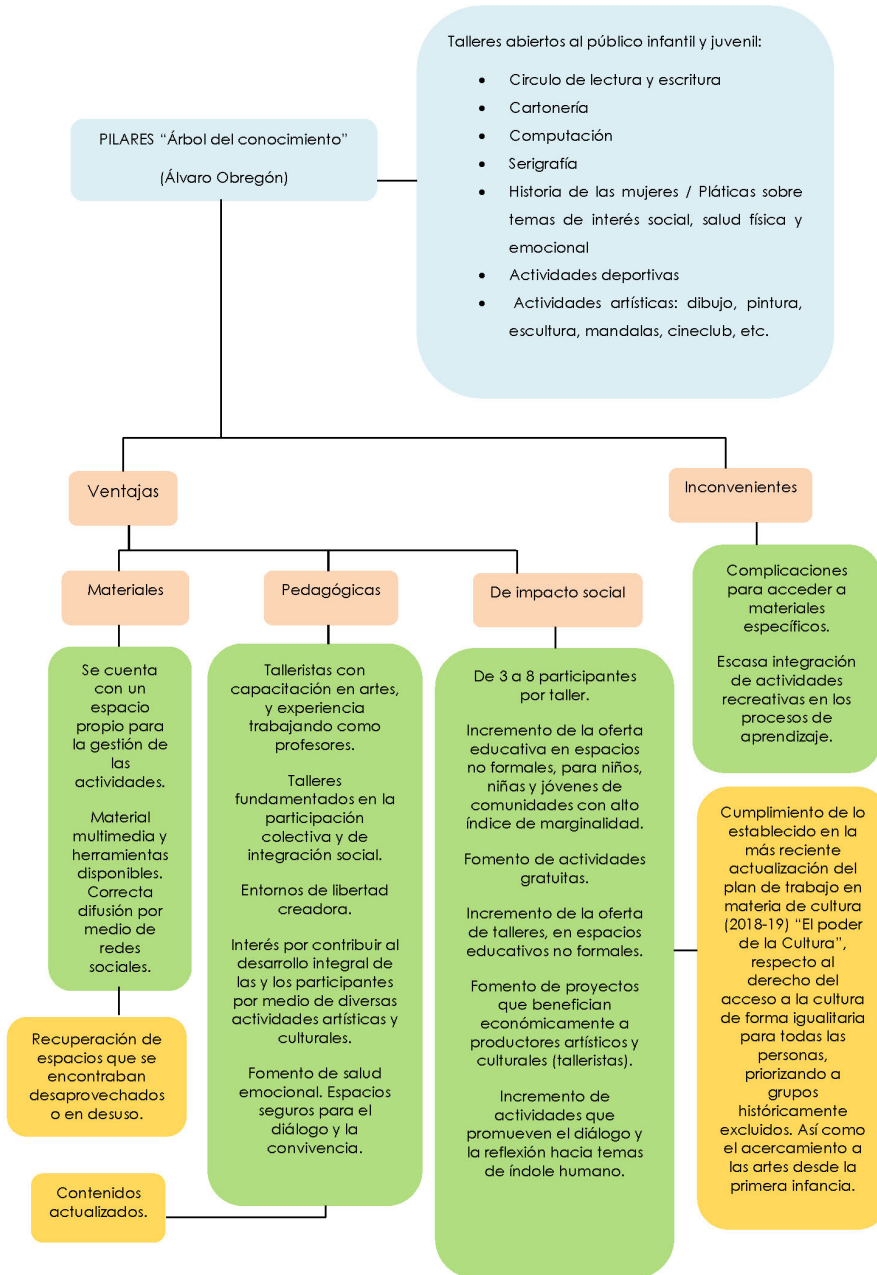 Talleres abiertos al público infantil y juvenil:
• Circulo de lectura y escritura
• Cartonería
• Computación
• Serigrafía
• Historia de las mujeres / Pláticas sobre
temas de interés social, salud física y
emocional
• Actividades deportivas
• Actividades artísticas: dibujo, pintura,
escultura, mandalas, cineclub, etc.
PILARES “Árbol del conocimiento”
(Álvaro Obregón)
Ventajas
Inconvenientes
Materiales
Pedagógicas
De impacto social
Complicaciones
para acceder a
materiales
específicos.
Escasa integración
de actividades
recreativas en los
procesos de
aprendizaje.
Se cuenta
con un
espacio
propio para
la gestión de
las
actividades.
Material
multimedia y
herramientas
disponibles.
Correcta
difusión por
medio de
redes
sociales.
Talleristas con
capacitación en artes,
y experiencia
trabajando como
profesores.
Talleres
fundamentados en la
participación
colectiva y de
integración social.
Entornos de libertad
creadora.
Interés por contribuir al
desarrollo integral de
las y los participantes
por medio de diversas
actividades artísticas y
culturales.
Fomento de salud
emocional. Espacios
seguros para el
diálogo y la
convivencia.
De 3 a 8 participantes
por taller.
Incremento de la oferta
educativa en espacios
no formales, para niños,
niñas y jóvenes de
comunidades con alto
índice de marginalidad.
Fomento de actividades
gratuitas.
Incremento de la oferta
de talleres, en espacios
educativos no formales.
Fomento de proyectos
que benefician
económicamente a
productores artísticos y
culturales (talleristas).
Incremento de
actividades que
promueven el diálogo y
la reflexión hacia temas
de índole humano.
Cumplimiento de lo
establecido en la
más reciente
actualización del
plan de trabajo en
materia de cultura
(2018-19) “El poder
de la Cultura”,
respecto al
derecho del
acceso a la cultura
de forma igualitaria
para todas las
personas,
priorizando a
grupos
históricamente
excluidos. Así como
el acercamiento a
las artes desde la
primera infancia.
Recuperación de
espacios que se
encontraban
desaprovechados
o en desuso.
Contenidos
actualizados.